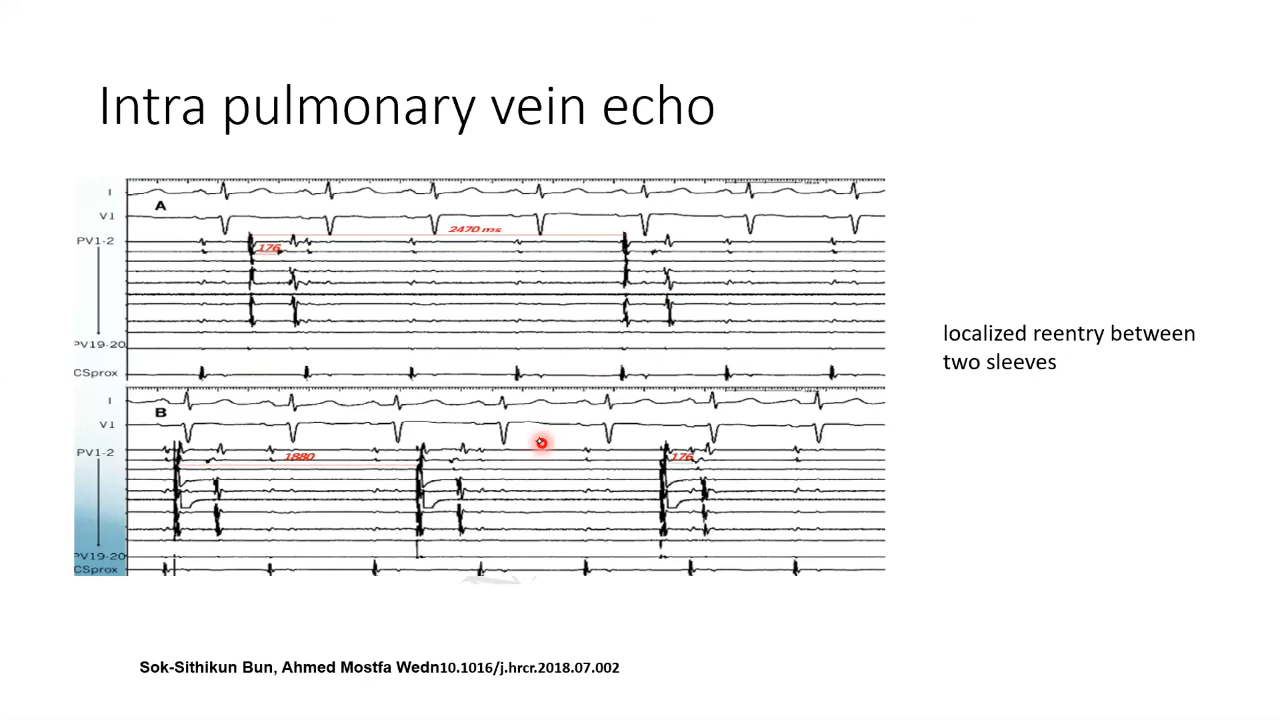 Intra pulmonary vein echo
I
A
V1
2470 ms
PV1-2
176
PV19-20
CSprox
I
B
V1
PV1-2
1880
176
PV19-20
CSprox
localized reentry between
two sleeves
Sok-Sithikun Bun, Ahmed Mostfa Wedn10.1016/j.hrcr.2018.07.002